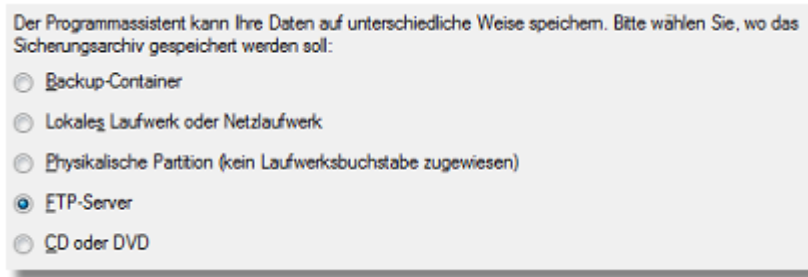 Der Programmassistent kann Ihre Daten auf unterschiedliche Weise speichern. Bitte wählen Sie, wo das
Sicherungsarchiv gespeichert werden soll:
Backup-Container
Lokales Laufwerk oder Netzlaufwerk
Physikalische Partition (kein Laufwerksbuchstabe zugewiesen)
FTP-Server
CD oder DVD